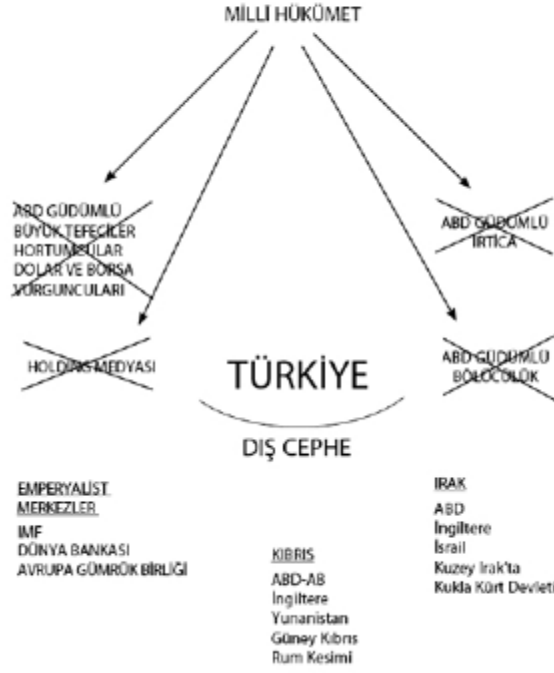 MİLLİ HÜKÜMET
ABD GÜDÜMLÜ
BÜYÜK TEFECİLER
HORTUMCULAR
DOLAR VE BORSA
VURGUNCULARI
ABD GÜDÜMLÜ
İRTİCA
HOLDING MEDYASI
TÜRKİYE
ABD GÜDÜMLÜ
BÖLÜCÜLÜK
DIŞ CEPHE
EMPERYALİST
MERKEZLER
IMF
DÜNYA BANKASI
AVRUPA GÜMRÜK BİRLİĞİ
KIBRIS
ABD-AB
İngiltere
Yunanistan
Güney Kıbrıs
Rum Kesimi
IRAK
ABD
İngiltere
İsrail
Kuzey Irak'ta
Kukla Kürt Devleti